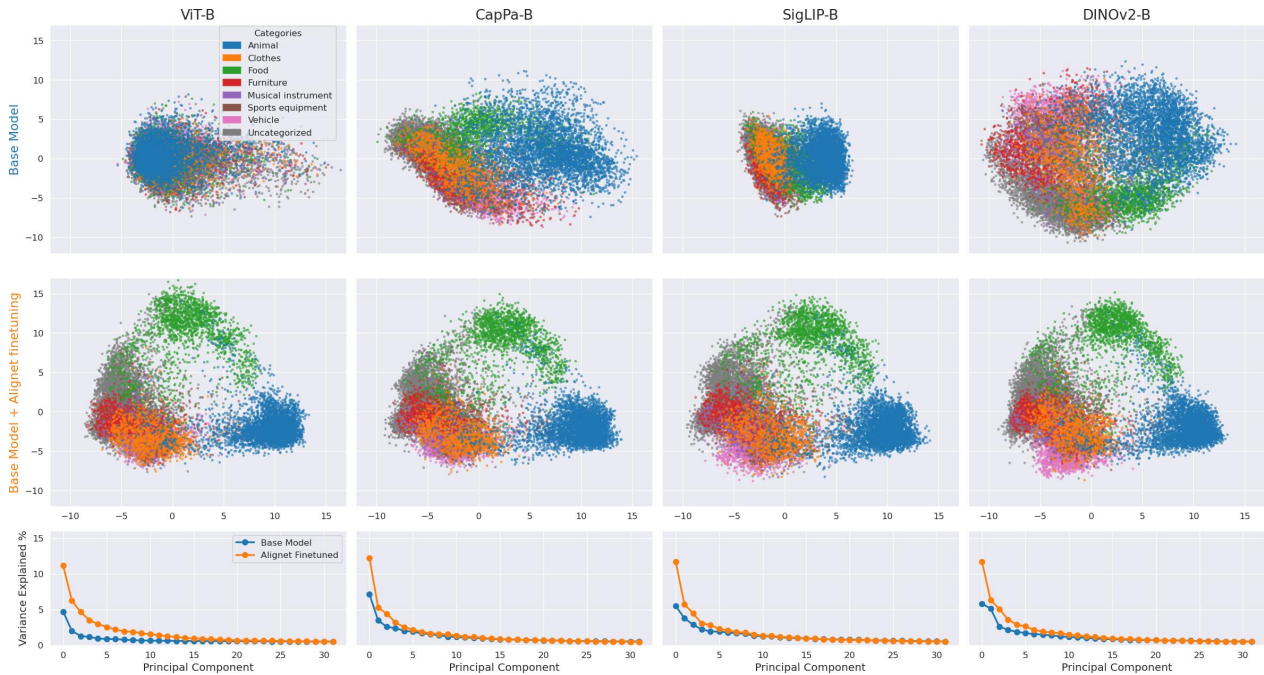 ViT-B
CapPa-B
SigLIP-B
DINOv2-B
Base Model
15
10
5
0
−5
−10
Categories
Animal
Clothes
Food
Furniture
Musical instrument
Sports equipment
Vehicle
Uncategorized
Base Model + Alignet finetuning
15
10
5
0
−5
−10
−10 −5 0 5 10 15
−10 −5 0 5 10 15
−10 −5 0 5 10 15
−10 −5 0 5 10 15
Variance Explained %
15
10
5
0
Base Model
Alignet Finetuned
0 5 10 15 20 25 30
0 5 10 15 20 25 30
0 5 10 15 20 25 30
0 5 10 15 20 25 30
Principal Component
Principal Component
Principal Component
Principal Component